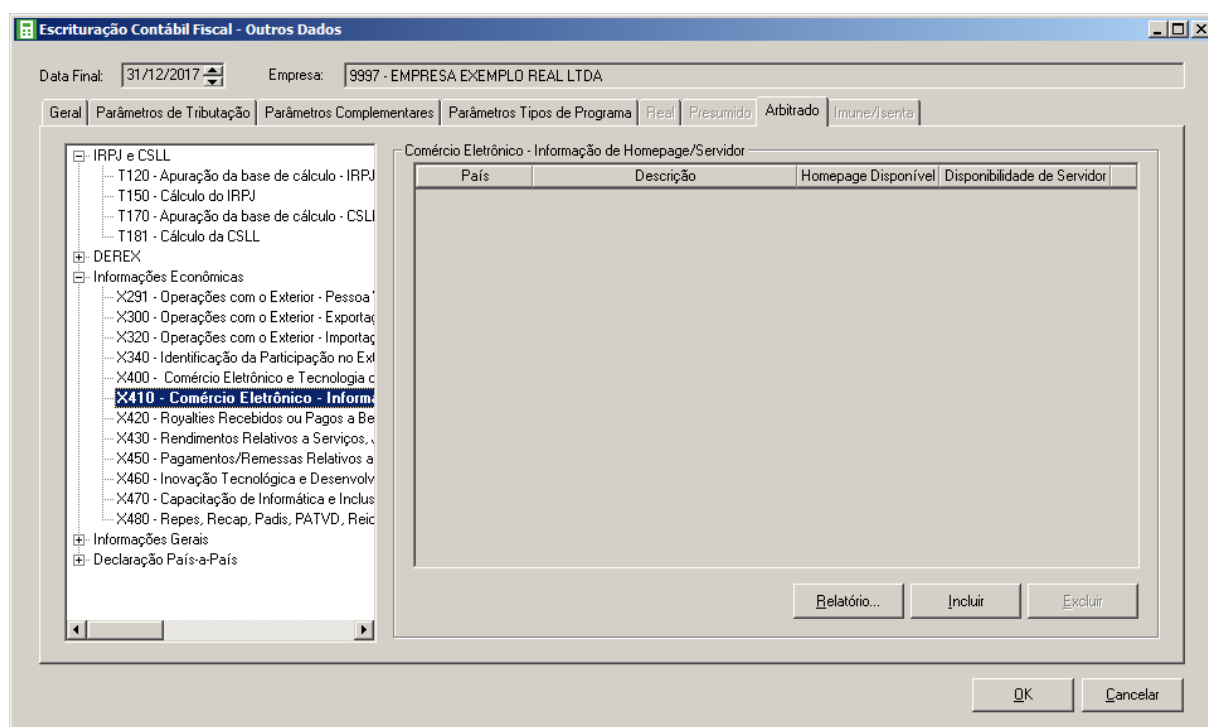 Escrituração Contábil Fiscal - Outros Dados
Data Final: 31/12/2017 Empresa: 9997 - EMPRESA EXEMPLO REAL LTDA
Geral Parâmetros de Tributação Parâmetros Complementares Parâmetros Tipos de Programa Real Presumido Arbitrado Imune/Isenta
IRPJ e CSLL
T120 - Apuração da base de cálculo - IRPJ
T150 - Cálculo do IRPJ
T170 - Apuração da base de cálculo - CSLL
T181 - Cálculo da CSLL
DEREX
Informações Econômicas
X291 - Operações com o Exterior - Pessoa
X300 - Operações com o Exterior - Exportaç
X320 - Operações com o Exterior - Importaç
X340 - Identificação da Participação no Ext
X400 - Comércio Eletrônico e Tecnologia d
X410 - Comércio Eletrônico - Informa
X420 - Royalties Recebidos ou Pagos a Be
X430 - Rendimentos Relativos a Serviços,
X450 - Pagamentos/Remessas Relativos a
X460 - Inovação Tecnológica e Desenvolv
X470 - Capacitação de Informática e Inclus
X480 - Repes, Recap, Padis, PATVD, Reid
Informações Gerais
Declaração País-a-País
Comércio Eletrônico - Informação de Homepage/Servidor
País Descrição Homepage Disponível Disponibilidade de Servidor
Relatório... Incluir Excluir
OK Cancelar